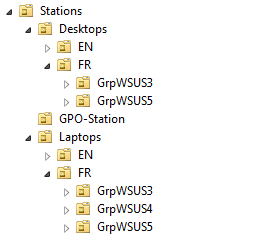 Stations
Desktops
EN
FR
GrpWSUS3
GrpWSUS5
GPO-Station
Laptops
EN
FR
GrpWSUS3
GrpWSUS4
GrpWSUS5